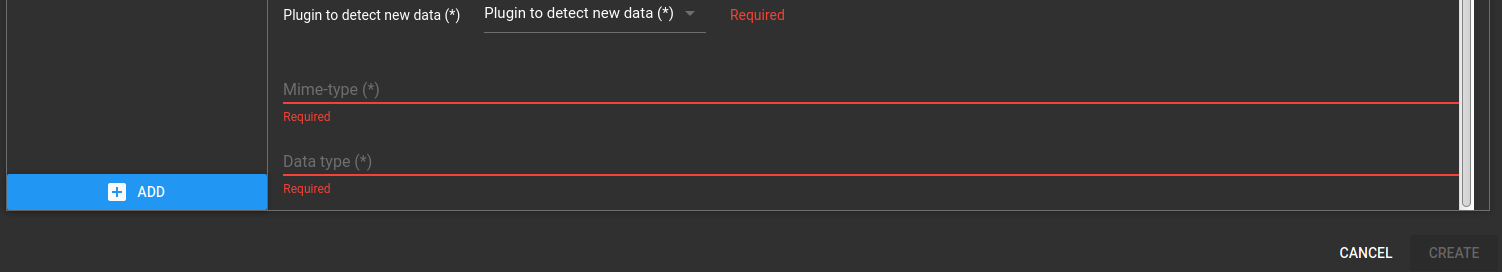 Plugin to detect new data (*) Plugin to detect new data (*) Required
Mime-type (*)
Required
Data type (*)
Required
ADD
CANCEL CREATE